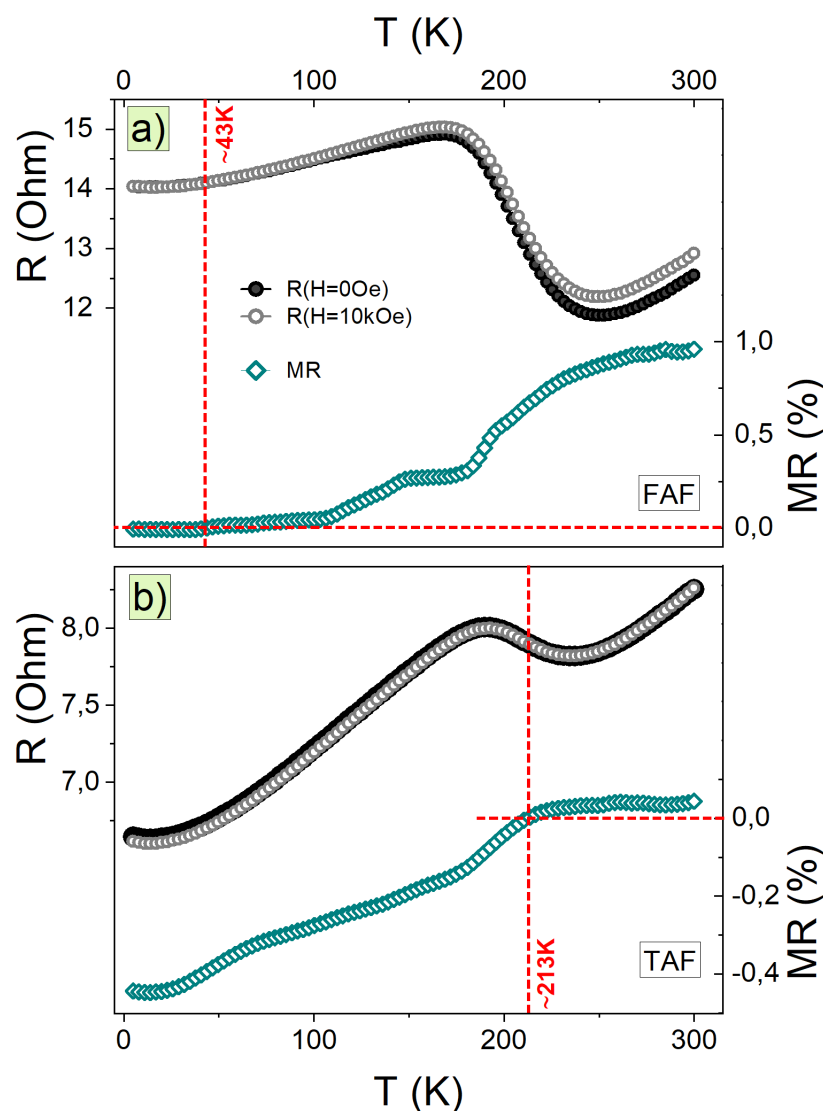 T (K)
0 100 200 300
a)
~43K
15
14
13
12
R (Ohm)
R(H=0Oe)
R(H=10kOe)
MR
1,0
0,5
0,0
MR (%)
FAF
b)
8,0
7,5
7,0
R (Ohm)
0,0
-0,2
-0,4
MR (%)
~213K
TAF
0 100 200 300
T (K)